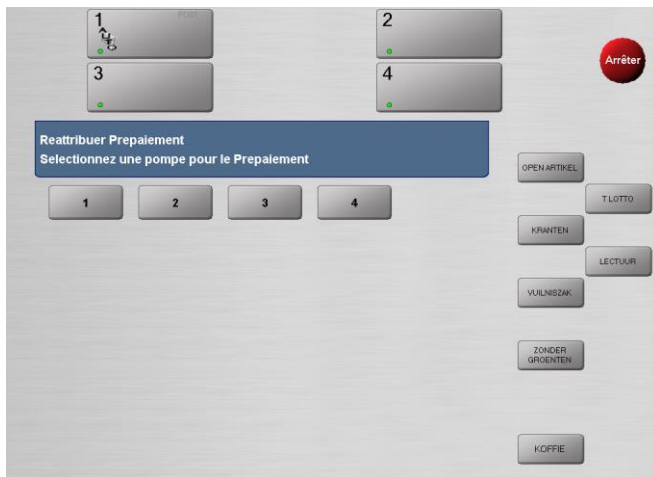 1 POST
2
3
4
Arrêter
Reattribuer Prepaiement
Selectionnez une pompe pour le Prepaiement
1 2 3 4
OPEN ARTIKEL
T LOTTO
KRANTEN
LECTUUR
VUILNISZAK
ZONDER
GROENTEN
KOFFIE